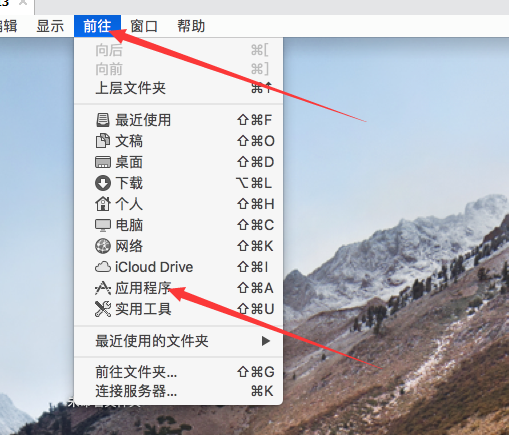 显示 前往 窗口 帮助
向后 ⌘[
向前 ⌘]
上层文件夹 ⌘↑
最近使用 ⇧⌘F
文稿 ⇧⌘O
桌面 ⇧⌘D
下载 ⌥⌘L
个人 ⇧⌘H
电脑 ⇧⌘C
网络 ⇧⌘K
iCloud Drive ⇧⌘I
应用程序 ⇧⌘A
实用工具 ⇧⌘U
最近使用的文件夹 ▶
前往文件夹... ⇧⌘G
连接服务器... ⌘K